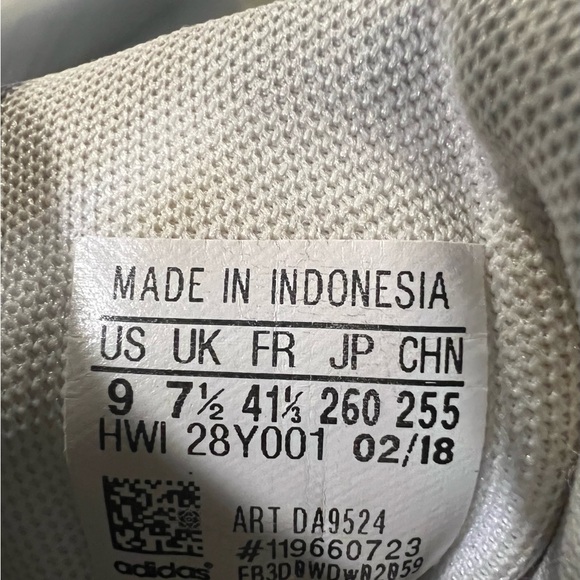 MADE IN INDONESIA
US UK FR JP CHN
9 7½ 41⅓ 260 255
HWI 28Y001 02/18
ART DA9524
#119660723
adidas